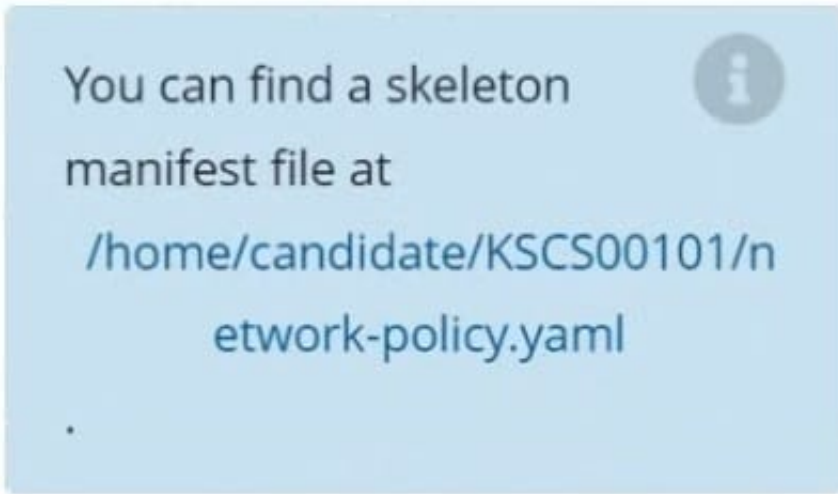 You can find a skeleton
manifest file at
/home/candidate/KSCS00101/n
etwork-policy.yaml
.